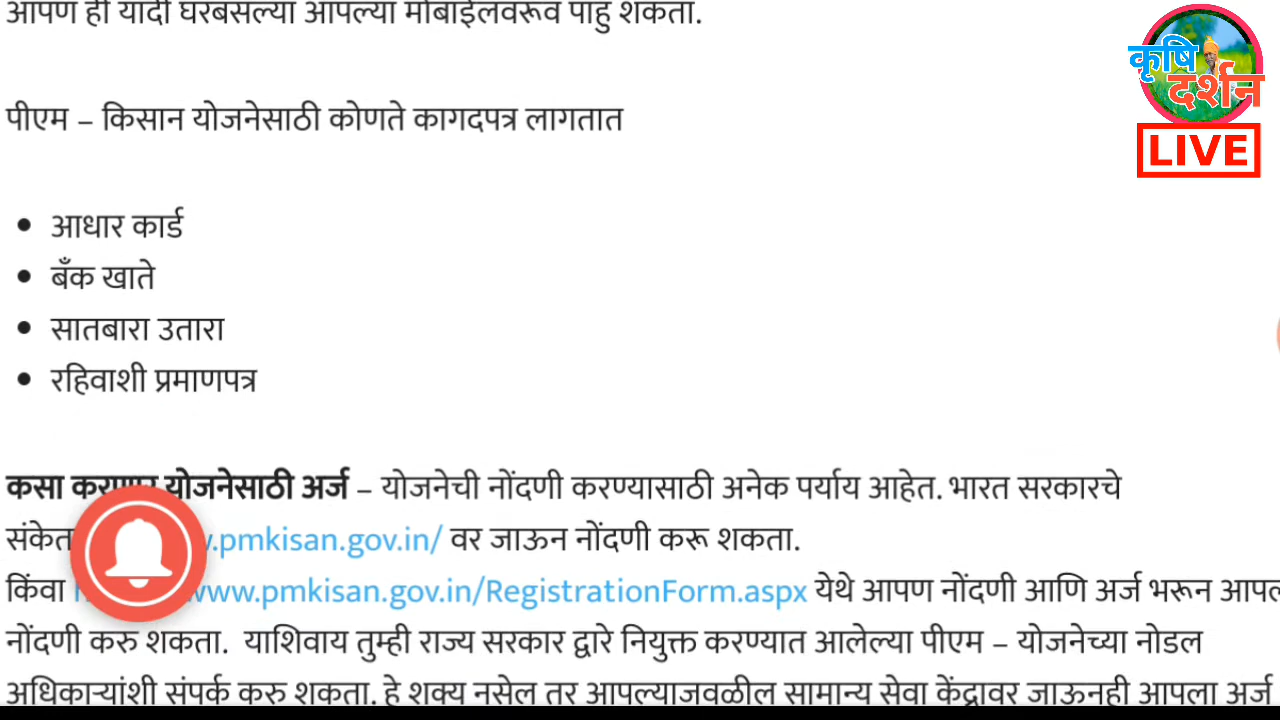 आपण ही यादी घरबसल्या आपल्या मोबाईलवरूव पाहु शकता.
कृषि
दर्शन
LIVE
पीएम – किसान योजनेसाठी कोणते कागदपत्र लागतात
• आधार कार्ड
• बँक खाते
• सातबारा उतारा
• रहिवाशी प्रमाणपत्र
कसा योजनेसाठी अर्ज – योजनेची नोंदणी करण्यासाठी अनेक पर्याय आहेत. भारत सरकारचे
.pmkisan.gov.in/ वर जाऊन नोंदणी करू शकता.
किंवा www.pmkisan.gov.in/RegistrationForm.aspx येथे आपण नोंदणी आणि अर्ज भरून
नोंदणी करु शकता. याशिवाय तुम्ही राज्य सरकार द्वारे नियुक्त करण्यात आलेल्या पीएम – योजनेच्या नोडल
अधिकाऱ्यांशी संपर्क करु शकता. हे शक्य नसेल तर आपल्याजवळील सामान्य सेवा केंद्रावर जाऊनही आपला अर्ज